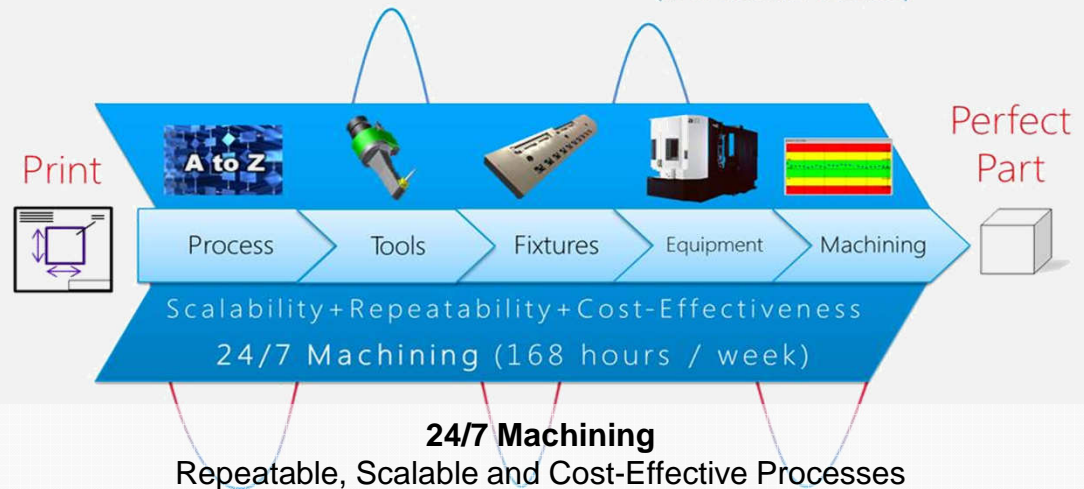 Perfect
Part
Print
A to Z
Process
Tools
Fixtures
Equipment
Machining
Scalability+Repeatability+Cost-Effectiveness
24/7 Machining (168 hours / week)
24/7 Machining
Repeatable, Scalable and Cost-Effective Processes